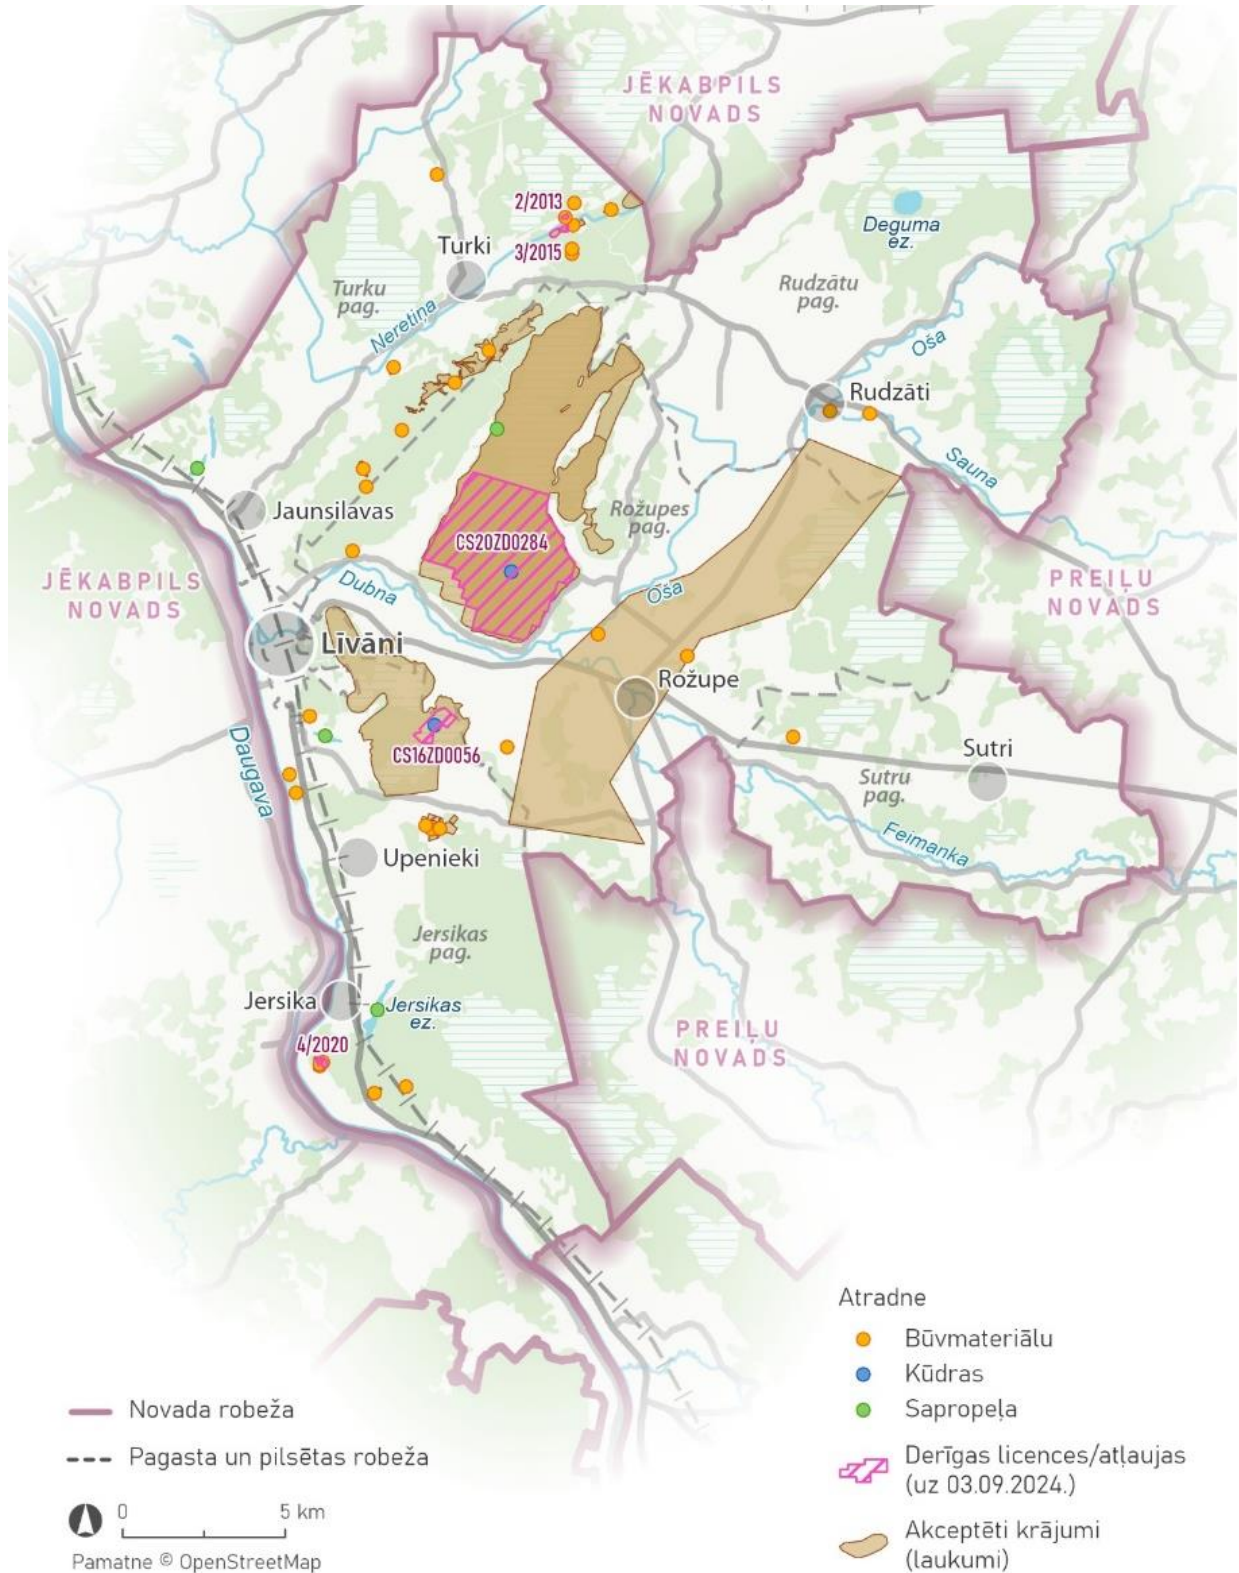 JĒKABPILS
NOVADS
2/2013
Deguma
ez.
Turki
3/2015
Turku
pag.
Rudzātu
pag.
Neretiņa
Oša
Rudzāti
Sauna
Jaunsilavas
Rožupes
pag.
CS20ZD0284
JĒKABPILS
NOVADS
Dubna
Oša
PREIĻU
NOVADS
Līvāni
Rožupe
Daugava
CS16ZD0056
Sutri
Sutru
pag.
Feimanka
Upenieki
Jersikas
pag.
Jersika
Jersikas
ez.
PREIĻU
NOVADS
4/2020
Atradne
Būvmateriālu
Kūdras
Sapropeļa
Derīgas licences/atļaujas
(uz 03.09.2024.)
Akceptēti krājumi
(laukumi)
Novada robeža
Pagasta un pilsētas robeža
0 5 km
Pamatne © OpenStreetMap